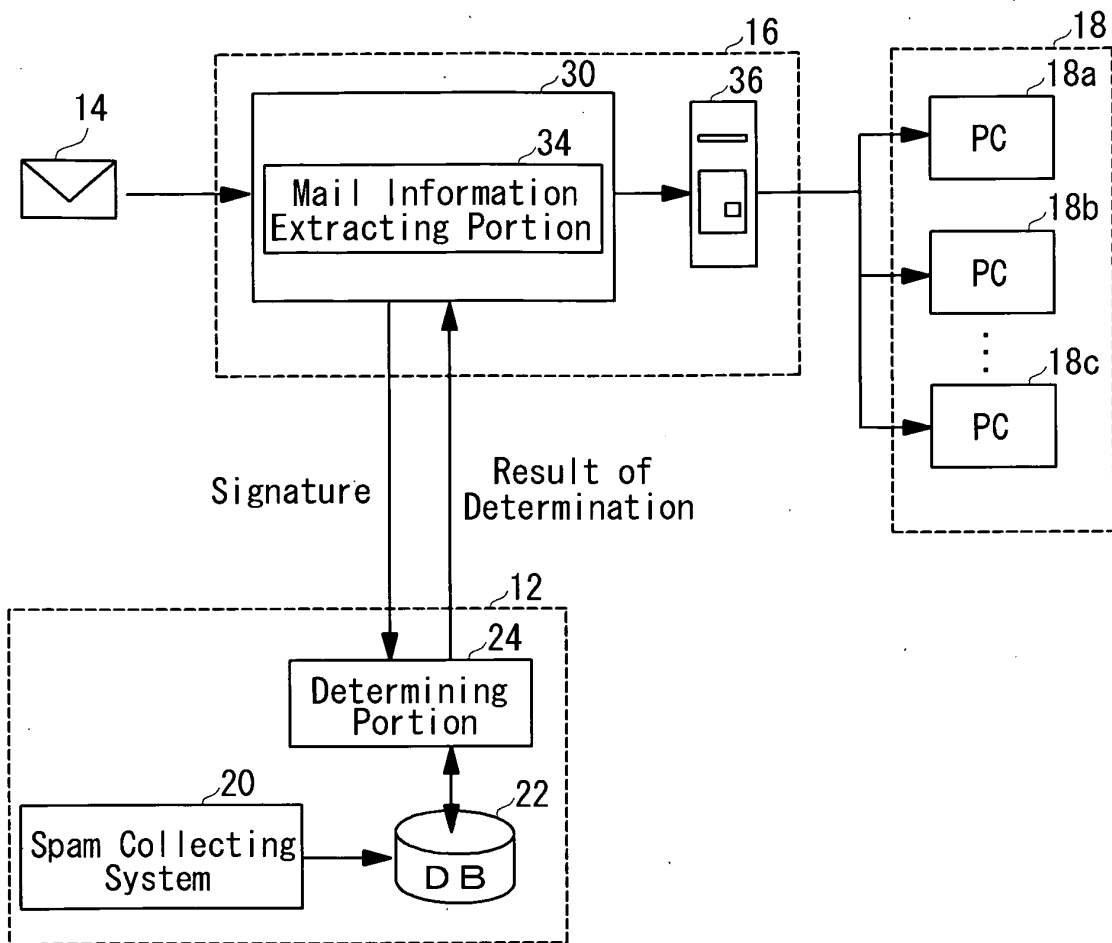 16
18
30
36
18a
14
PC
34
Mail Information
Extracting Portion
18b
PC
18c
PC
Signature
Result of
Determination
12
24
Determining
Portion
20
22
Spam Collecting
System
DB